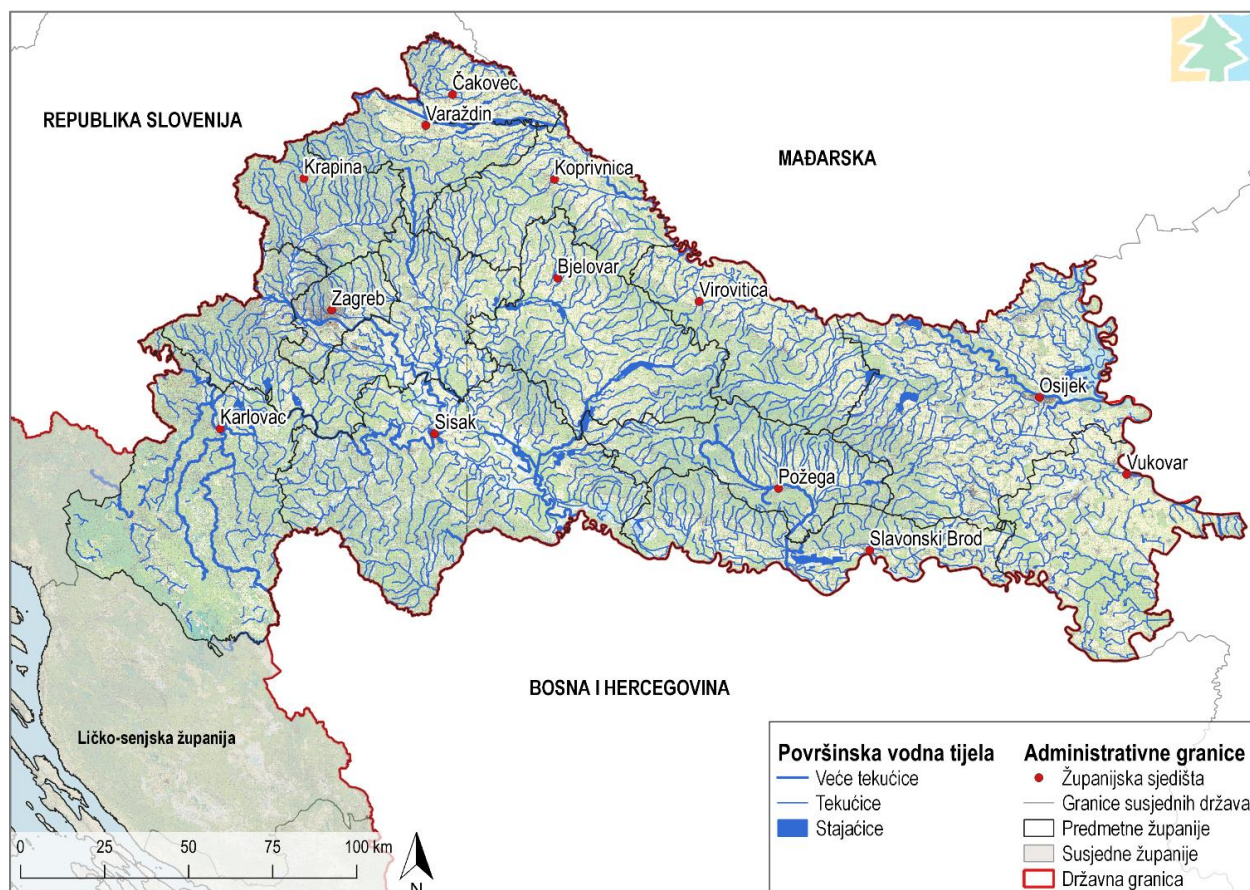 REPUBLIKA SLOVENIJA
MAĐARSKA
Čakovec
Varaždin
Krapina
Koprivnica
Bjelovar
Virovitica
Zagreb
Osijek
Karlovac
Sisak
Vukovar
Požega
Slavonski Brod
BOSNA I HERCEGOVINA
Ličko-senjska županija
Površinska vodna tijela
Veće tekućice
Tekućice
Stajaćice
Administrativne granice
Županijska sjedišta
Granice susjednih država
Predmetne županije
Susjedne županije
Državna granica
0 25 50 75 100 km
N